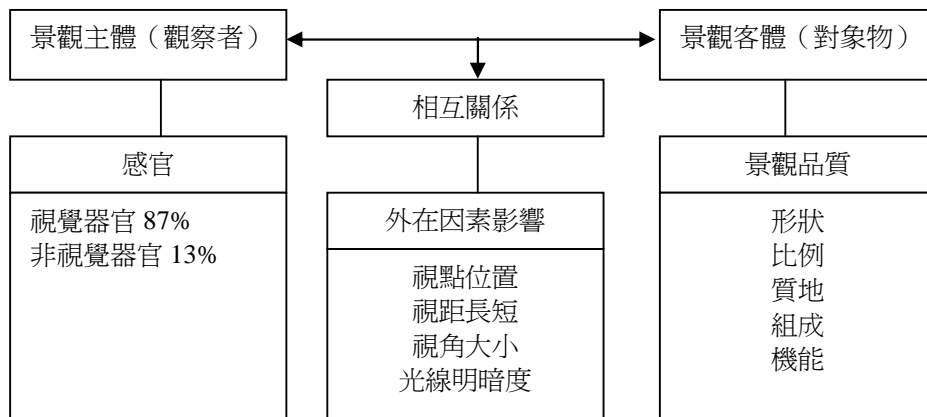 景觀主體（觀察者）
景觀客體（對象物）
相互關係
感官
視覺器官 87%
非視覺器官 13%
外在因素影響
視點位置
視距長短
視角大小
光線明暗度
景觀品質
形狀
比例
質地
組成
機能